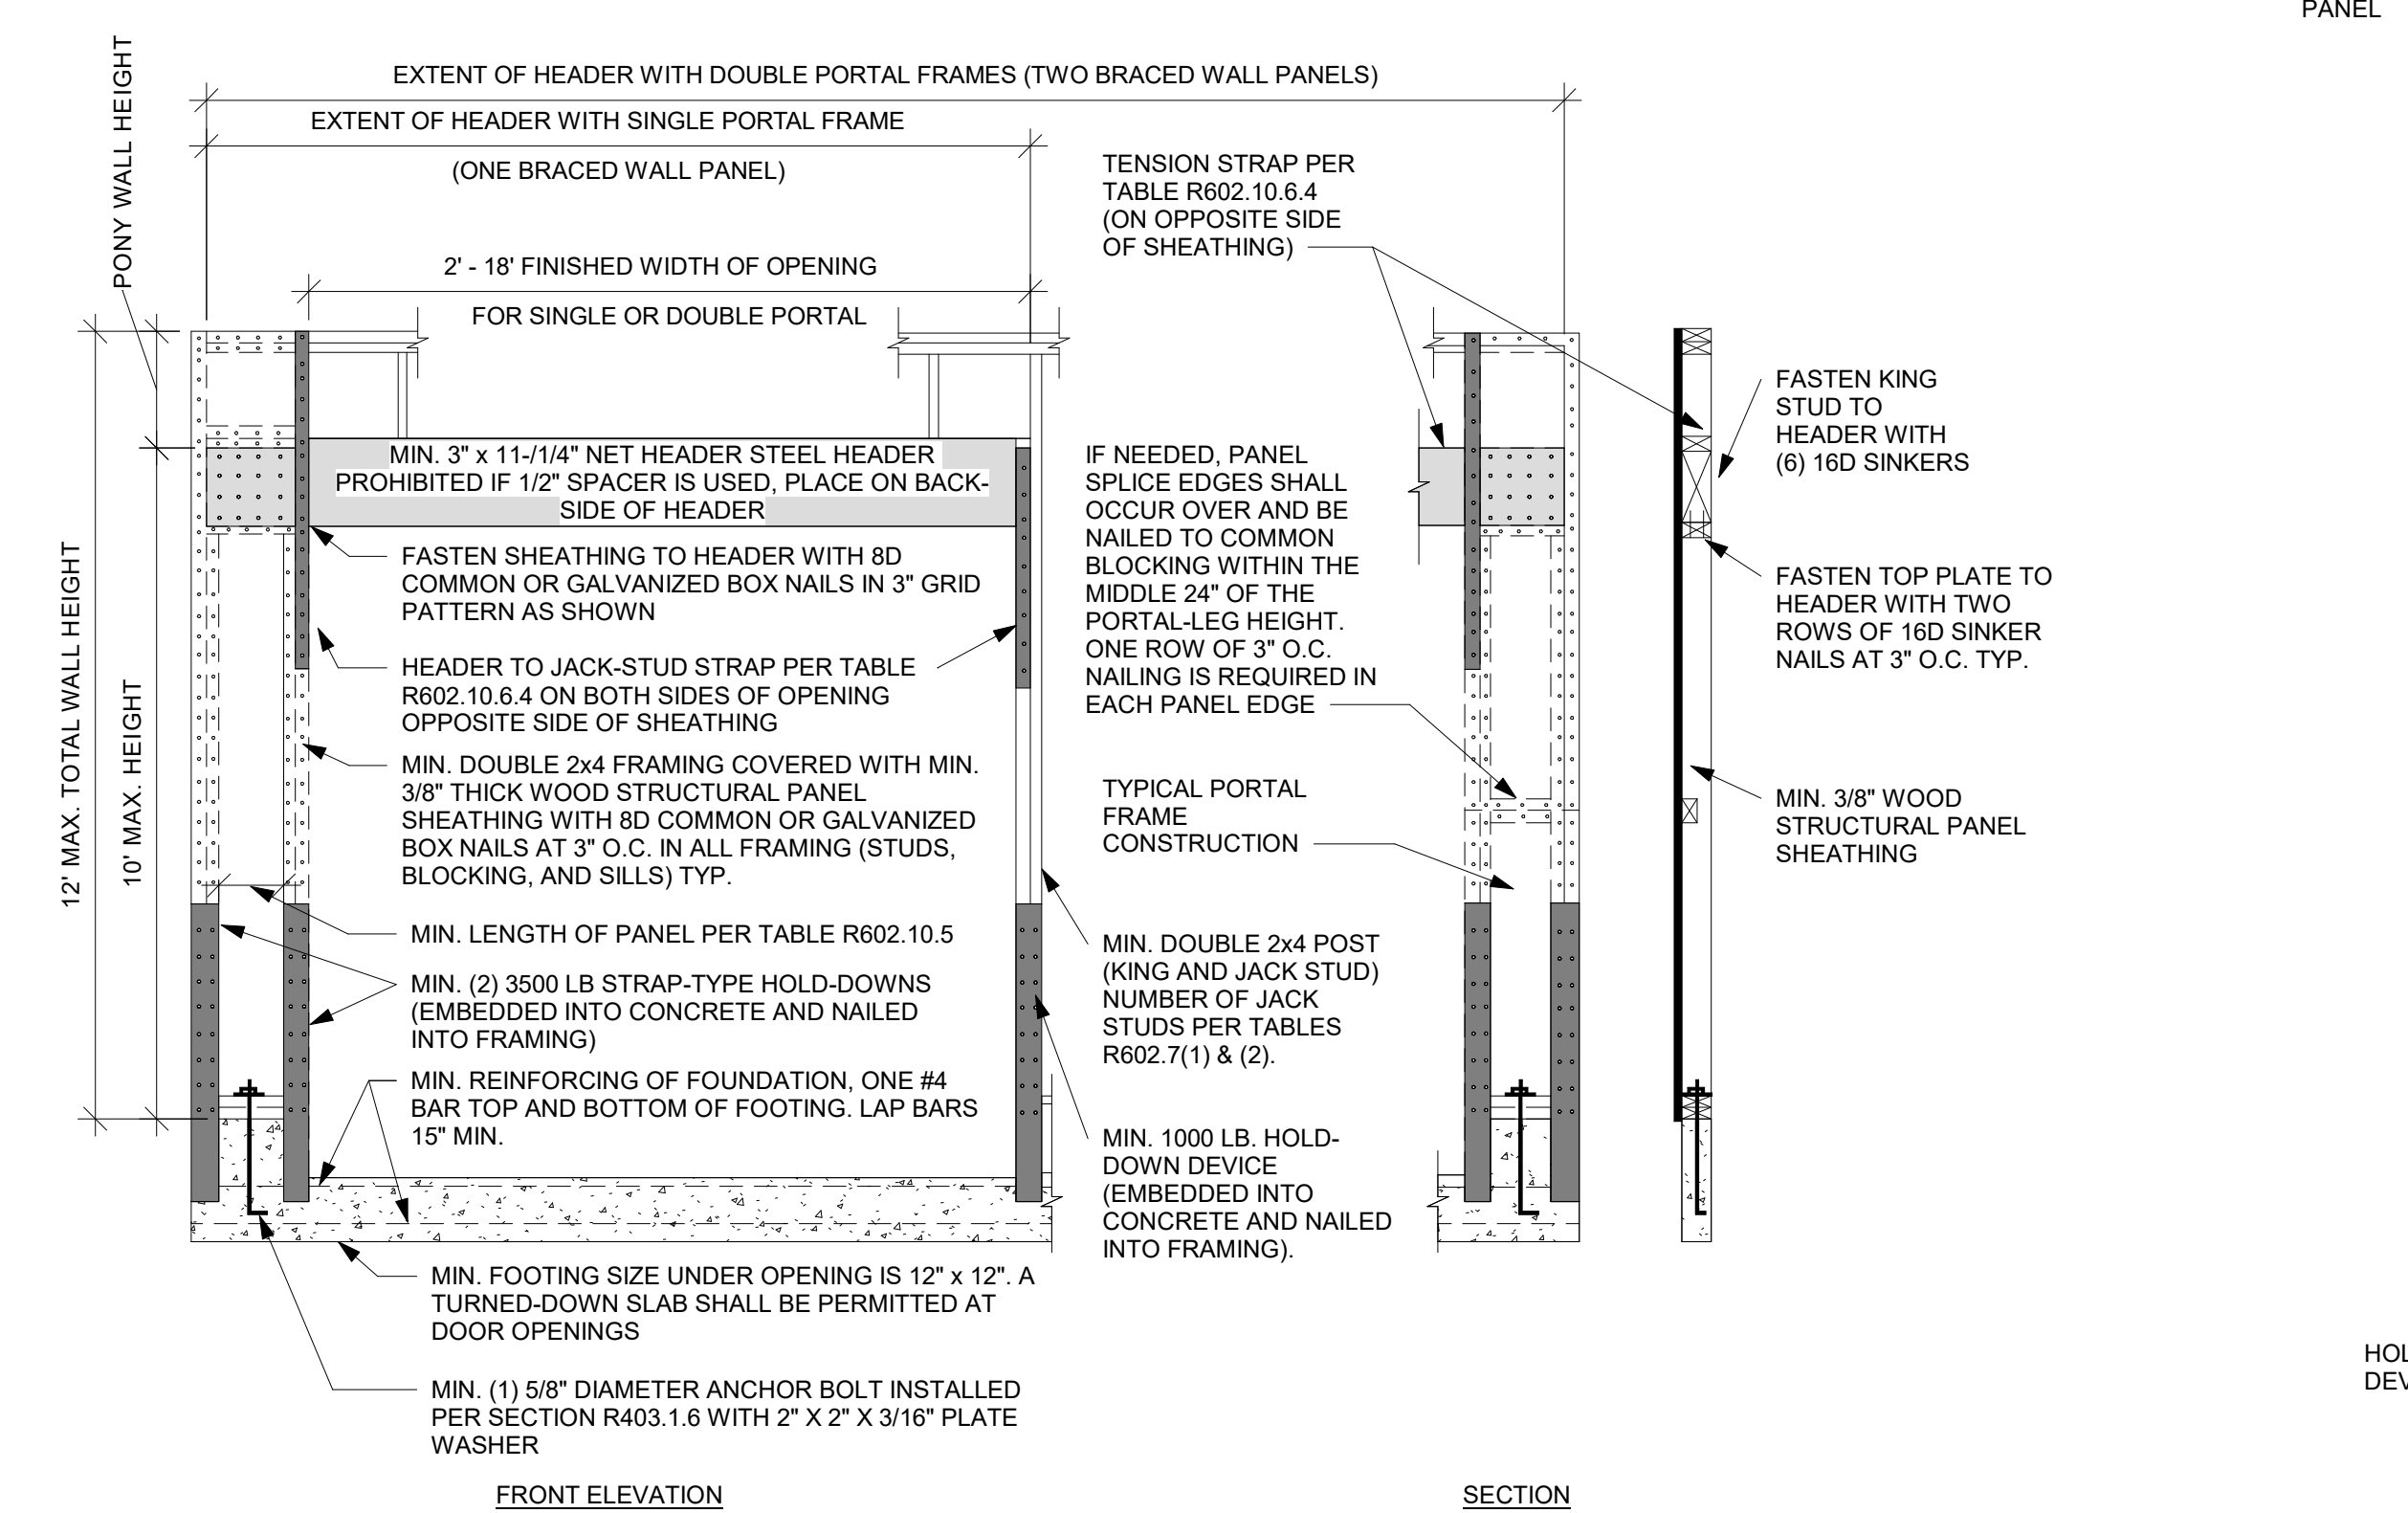 PANEL
PONY WALL HEIGHT
EXTENT OF HEADER WITH DOUBLE PORTAL FRAMES (TWO BRACED WALL PANELS)
EXTENT OF HEADER WITH SINGLE PORTAL FRAME
(ONE BRACED WALL PANEL)
2' - 18' FINISHED WIDTH OF OPENING
FOR SINGLE OR DOUBLE PORTAL
12' MAX. TOTAL WALL HEIGHT
10' MAX. HEIGHT
MIN. 3" x 11-/1/4" NET HEADER STEEL HEADER
PROHIBITED IF 1/2" SPACER IS USED, PLACE ON BACK-
SIDE OF HEADER
FASTEN SHEATHING TO HEADER WITH 8D
COMMON OR GALVANIZED BOX NAILS IN 3" GRID
PATTERN AS SHOWN
HEADER TO JACK-STUD STRAP PER TABLE
R602.10.6.4 ON BOTH SIDES OF OPENING
OPPOSITE SIDE OF SHEATHING
MIN. DOUBLE 2x4 FRAMING COVERED WITH MIN.
3/8" THICK WOOD STRUCTURAL PANEL
SHEATHING WITH 8D COMMON OR GALVANIZED
BOX NAILS AT 3" O.C. IN ALL FRAMING (STUDS,
BLOCKING, AND SILLS) TYP.
MIN. LENGTH OF PANEL PER TABLE R602.10.5
MIN. (2) 3500 LB STRAP-TYPE HOLD-DOWNS
(EMBEDDED INTO CONCRETE AND NAILED
INTO FRAMING)
MIN. REINFORCING OF FOUNDATION, ONE #4
BAR TOP AND BOTTOM OF FOOTING. LAP BARS
15" MIN.
MIN. FOOTING SIZE UNDER OPENING IS 12" x 12". A
TURNED-DOWN SLAB SHALL BE PERMITTED AT
DOOR OPENINGS
MIN. (1) 5/8" DIAMETER ANCHOR BOLT INSTALLED
PER SECTION R403.1.6 WITH 2" X 2" X 3/16" PLATE
WASHER
FRONT ELEVATION
TENSION STRAP PER
TABLE R602.10.6.4
(ON OPPOSITE SIDE
OF SHEATHING)
IF NEEDED, PANEL
SPLICE EDGES SHALL
OCCUR OVER AND BE
NAILED TO COMMON
BLOCKING WITHIN THE
MIDDLE 24" OF THE
PORTAL-LEG HEIGHT.
ONE ROW OF 3" O.C.
NAILING IS REQUIRED IN
EACH PANEL EDGE
TYPICAL PORTAL
FRAME
CONSTRUCTION
MIN. DOUBLE 2x4 POST
(KING AND JACK STUD)
NUMBER OF JACK
STUDS PER TABLES
R602.7(1) & (2).
MIN. 1000 LB. HOLD-
DOWN DEVICE
(EMBEDDED INTO
CONCRETE AND NAILED
INTO FRAMING).
FASTEN KING
STUD TO
HEADER WITH
(6) 16D SINKERS
FASTEN TOP PLATE TO
HEADER WITH TWO
ROWS OF 16D SINKER
NAILS AT 3" O.C. TYP.
MIN. 3/8" WOOD
STRUCTURAL PANEL
SHEATHING
SECTION